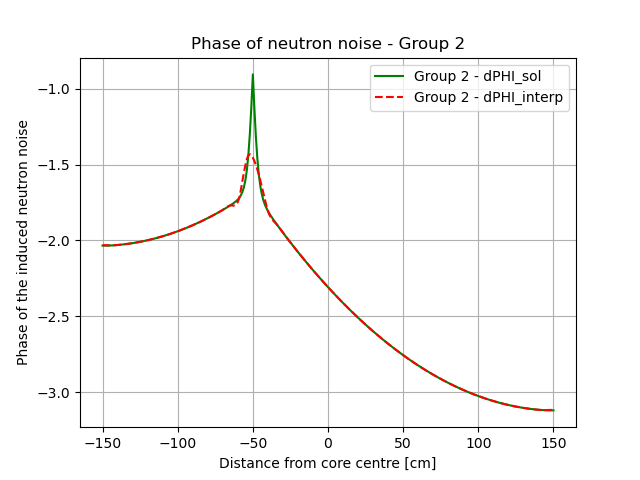 Phase of neutron noise - Group 2
Group 2 - dPHI_sol
Group 2 - dPHI_interp
Phase of the induced neutron noise
−1.0
−1.5
−2.0
−2.5
−3.0
−150
−100
−50
0
50
100
150
Distance from core centre [cm]